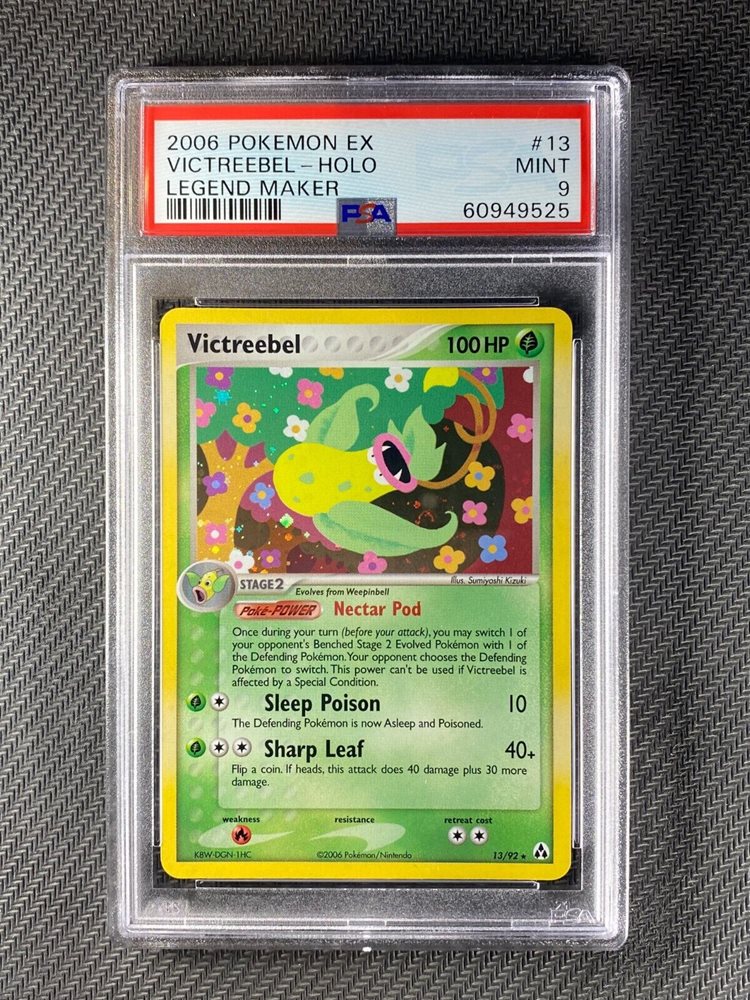 2006 POKEMON EX #13
VICTREEBEL - HOLO MINT
LEGEND MAKER 9
PSA 60949525
Victreebel 100 HP
Illus. Sumiyoshi Kizuki
STAGE2
Evolves from Weepinbell
Poké-POWER Nectar Pod
Once during your turn (before your attack), you may switch 1 of
your opponent's Benched Stage 2 Evolved Pokémon with 1 of
the Defending Pokémon. Your opponent chooses the Defending
Pokémon to switch. This power can't be used if Victreebel is
affected by a Special Condition.
Sleep Poison 10
The Defending Pokémon is now Asleep and Poisoned.
Sharp Leaf 40+
Flip a coin. If heads, this attack does 40 damage plus 30 more
damage.
weakness resistance retreat cost
K8W-DGN-1HC ©2006 Pokémon/Nintendo 13/92 ★